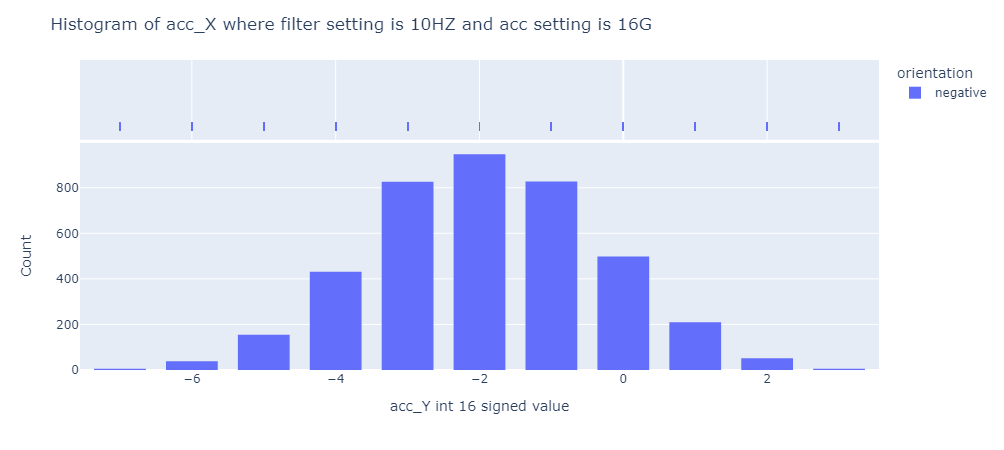 Histogram of acc_X where filter setting is 10HZ and acc setting is 16G
orientation
negative
Count
800
600
400
200
0
−6
−4
−2
0
2
acc_Y int 16 signed value